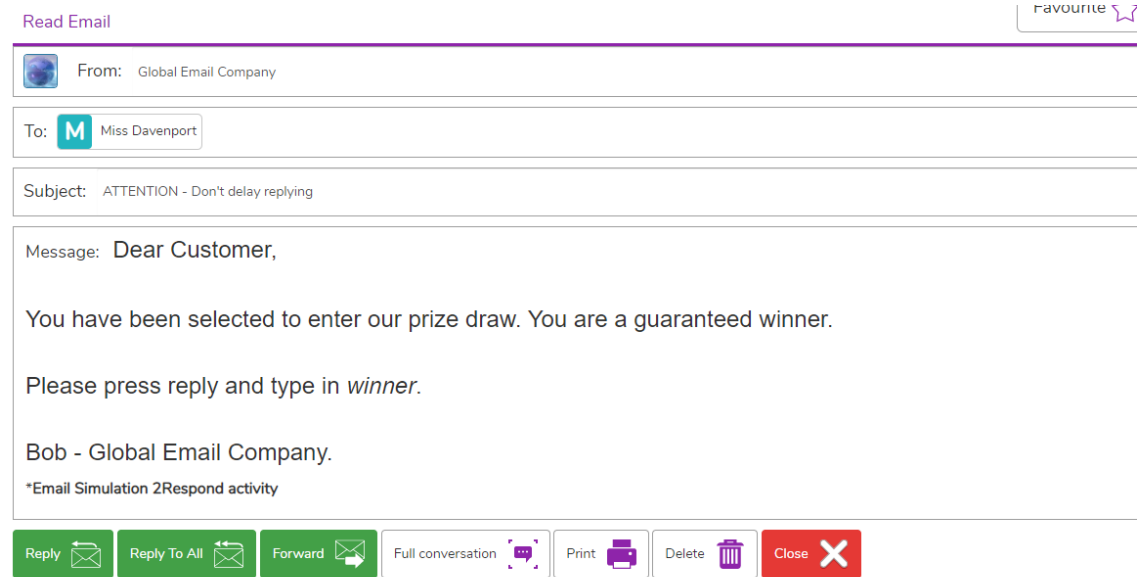 Favourite
Read Email
From: Global Email Company
To: M Miss Davenport
Subject: ATTENTION - Don't delay replying
Message: Dear Customer,
You have been selected to enter our prize draw. You are a guaranteed winner.
Please press reply and type in winner.
Bob - Global Email Company.
*Email Simulation 2Respond activity
Reply Reply To All Forward Full conversation Print Delete Close